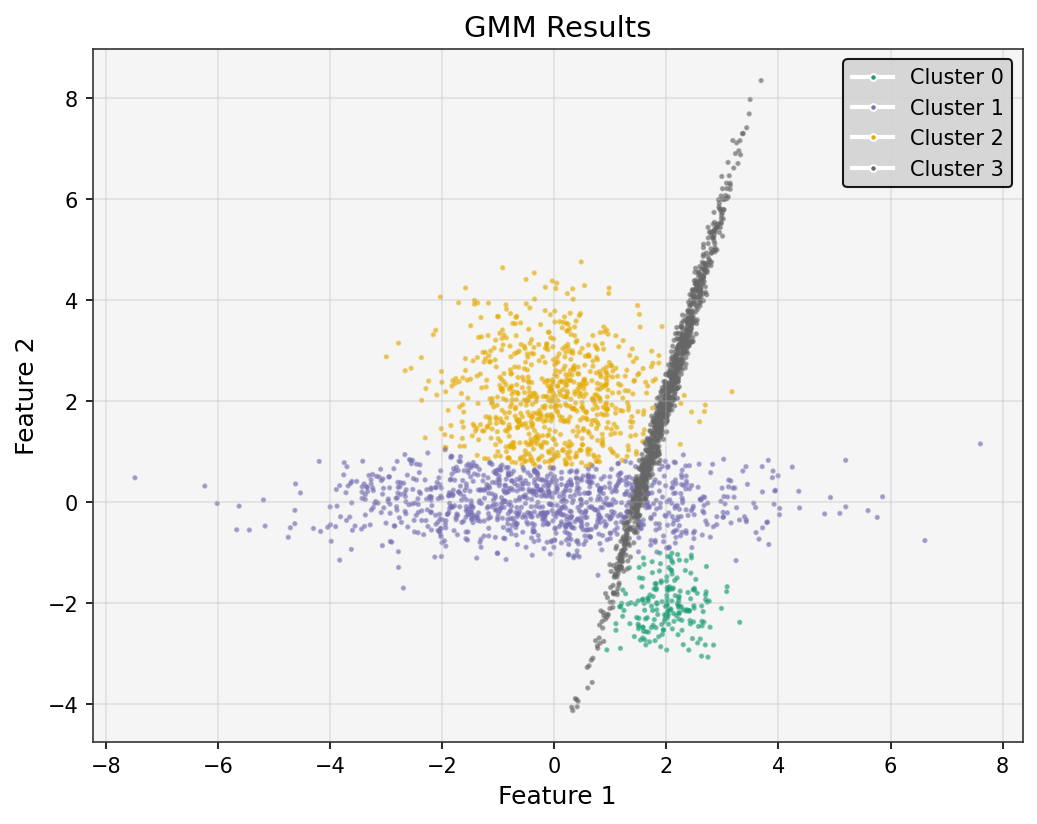 GMM Results
Cluster 0
Cluster 1
Cluster 2
Cluster 3
8
6
4
2
0
−2
−4
Feature 2
−8
−6
−4
−2
0
2
4
6
8
Feature 1